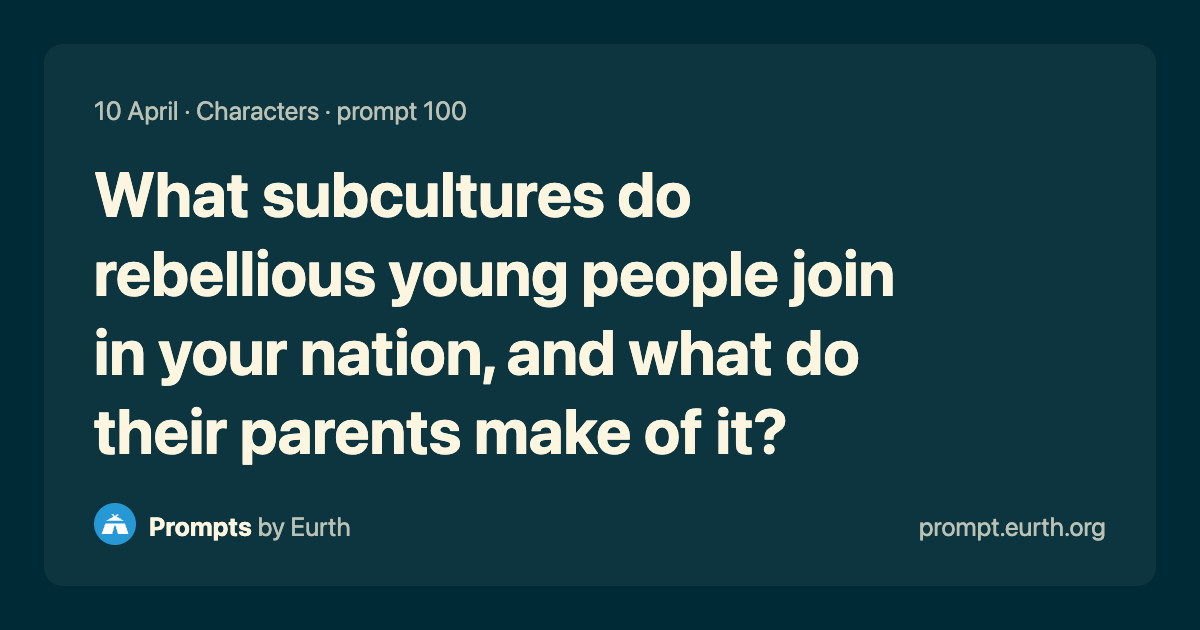 10 April · Characters · prompt 100
What subcultures do
rebellious young people join
in your nation, and what do
their parents make of it?
Prompts by Eurth
prompt.eurth.org